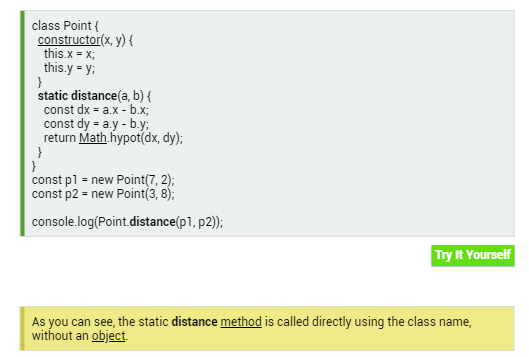 class Point {
constructor(x, y) {
this.x = x;
this.y = y;
}
static distance(a, b) {
const dx = a.x - b.x;
const dy = a.y - b.y;
return Math.hypot(dx, dy);
}
}
const p1 = new Point(7, 2);
const p2 = new Point(3, 8);
console.log(Point.distance(p1, p2));
Try It Yourself
As you can see, the static distance method is called directly using the class name,
without an object.